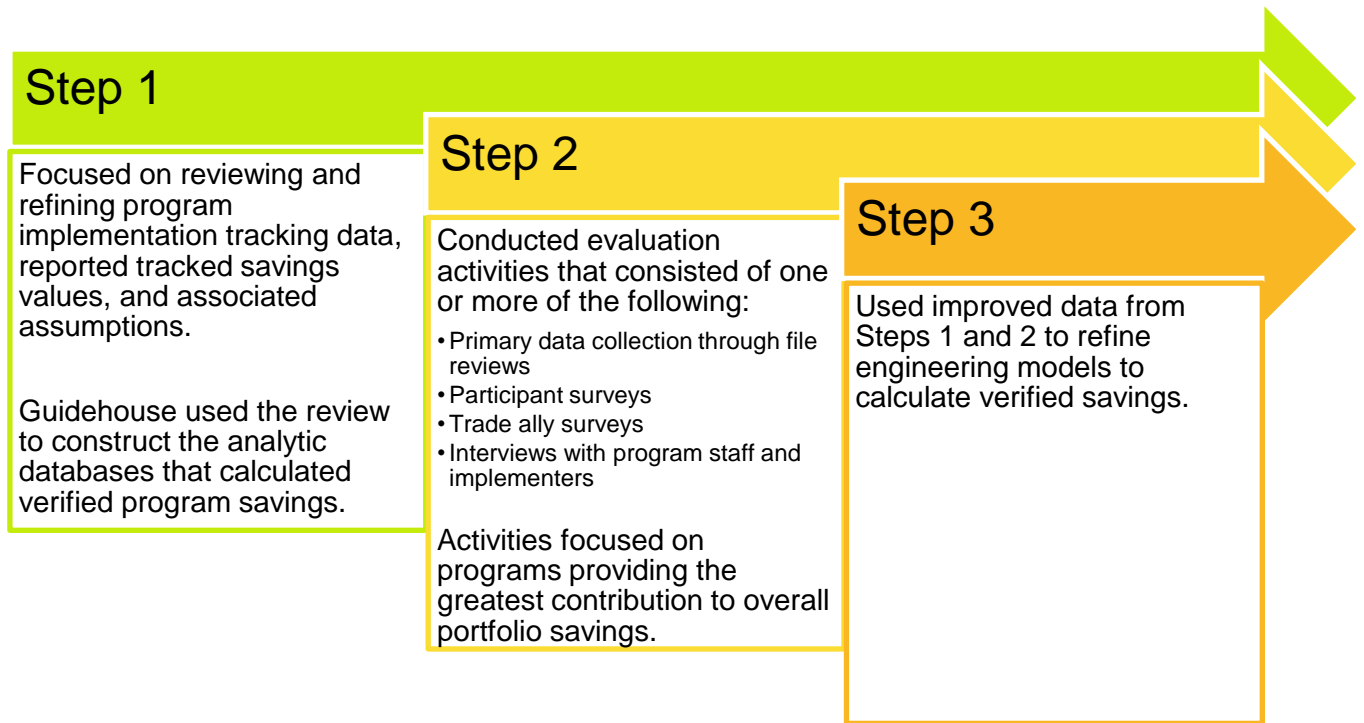 Step 1
Focused on reviewing and
refining program
implementation tracking data,
reported tracked savings
values, and associated
assumptions.
Guidehouse used the review
to construct the analytic
databases that calculated
verified program savings.
Step 2
Conducted evaluation
activities that consisted of one
or more of the following:
• Primary data collection through file
reviews
• Participant surveys
• Trade ally surveys
• Interviews with program staff and
implementers
Activities focused on
programs providing the
greatest contribution to overall
portfolio savings.
Step 3
Used improved data from
Steps 1 and 2 to refine
engineering models to
calculate verified savings.